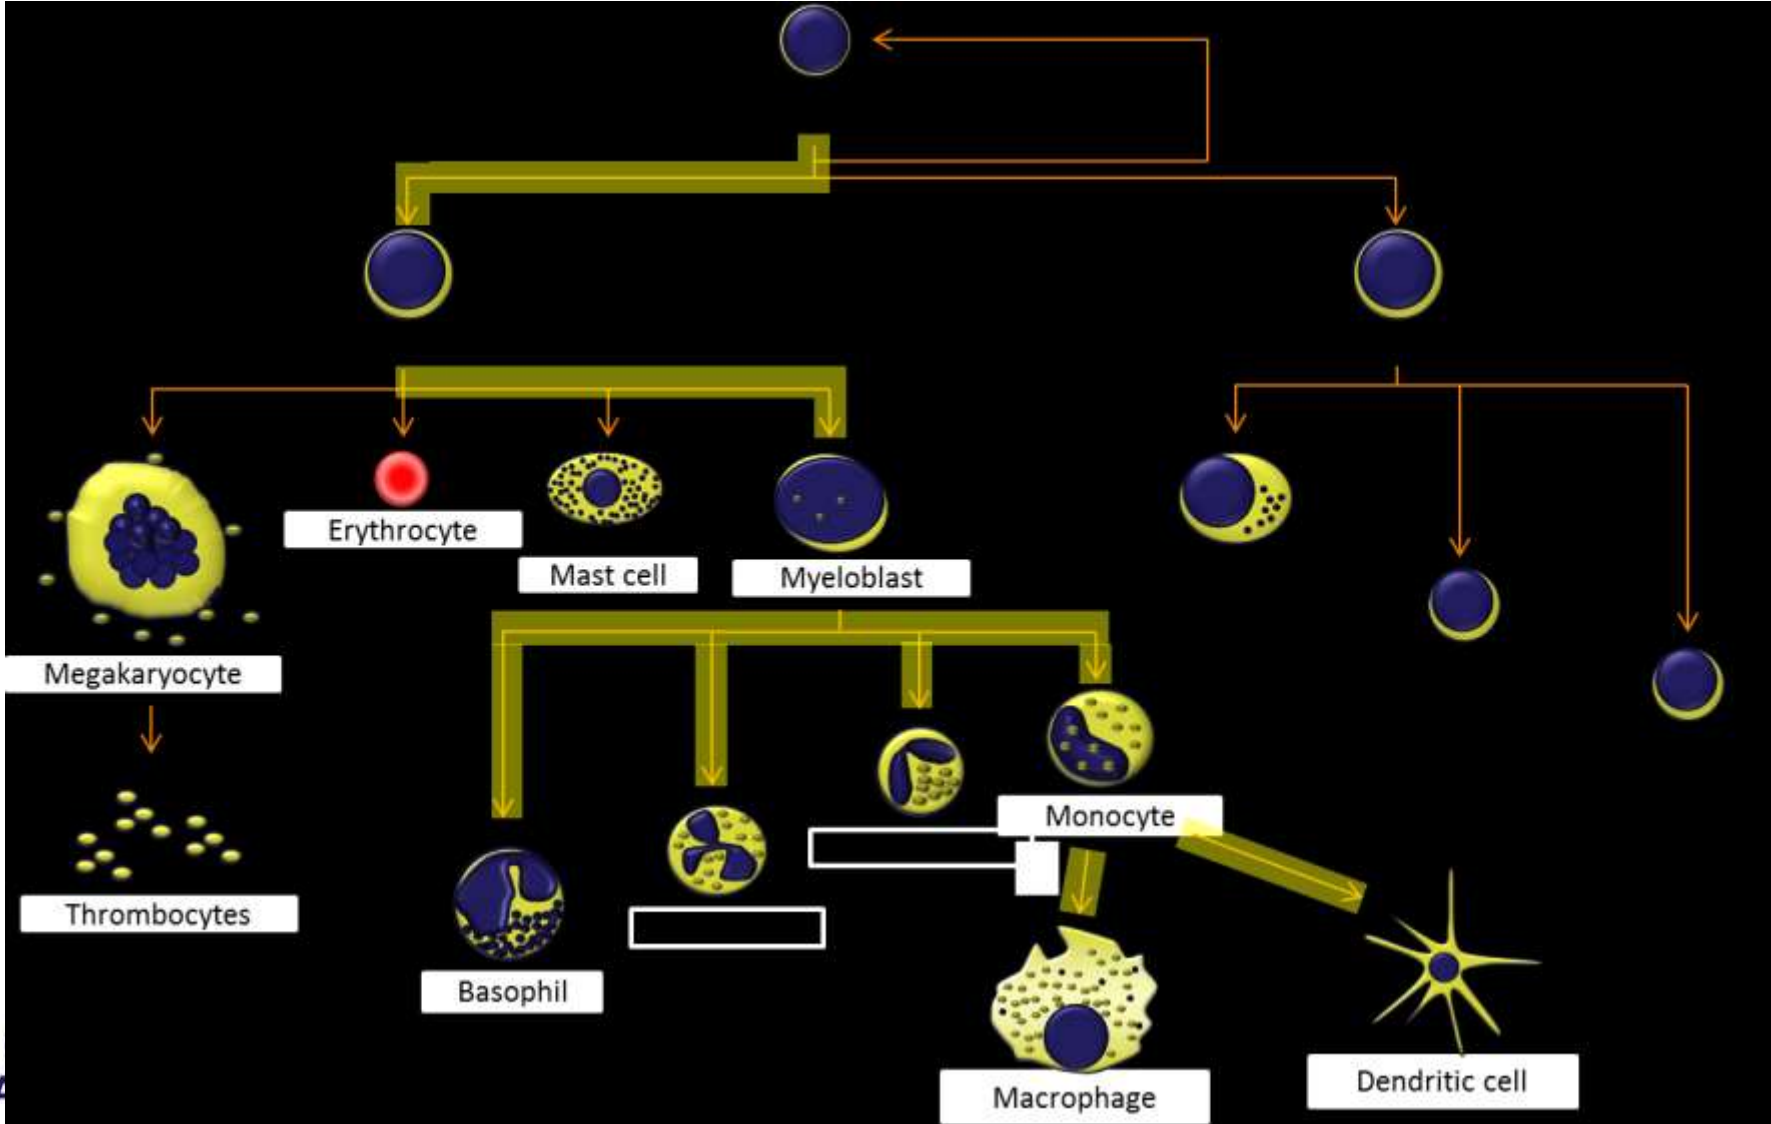 Erythrocyte
Mast cell
Myeloblast
Megakaryocyte
Monocyte
Thrombocytes
Basophil
Dendritic cell
Macrophage